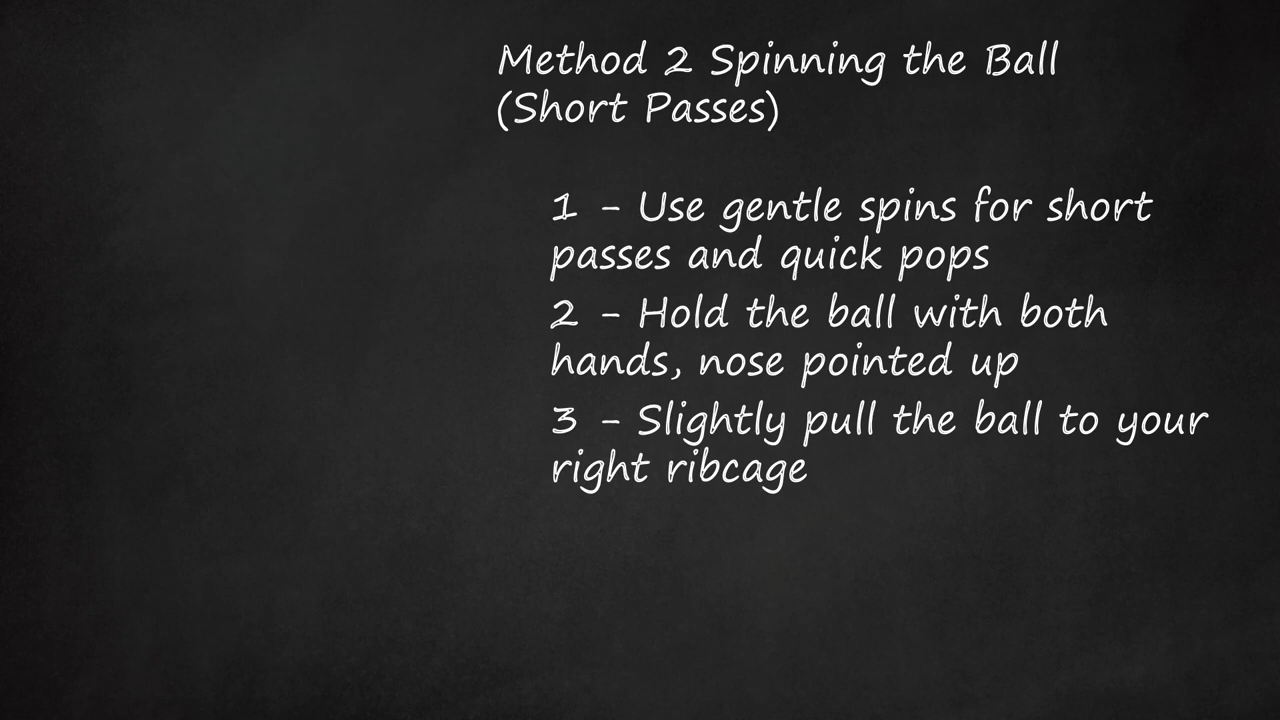 Method 2 Spinning the Ball
(Short Passes)
1 - Use gentle spins for short
passes and quick pops
2 - Hold the ball with both
hands, nose pointed up
3 - Slightly pull the ball to your
right ribcage